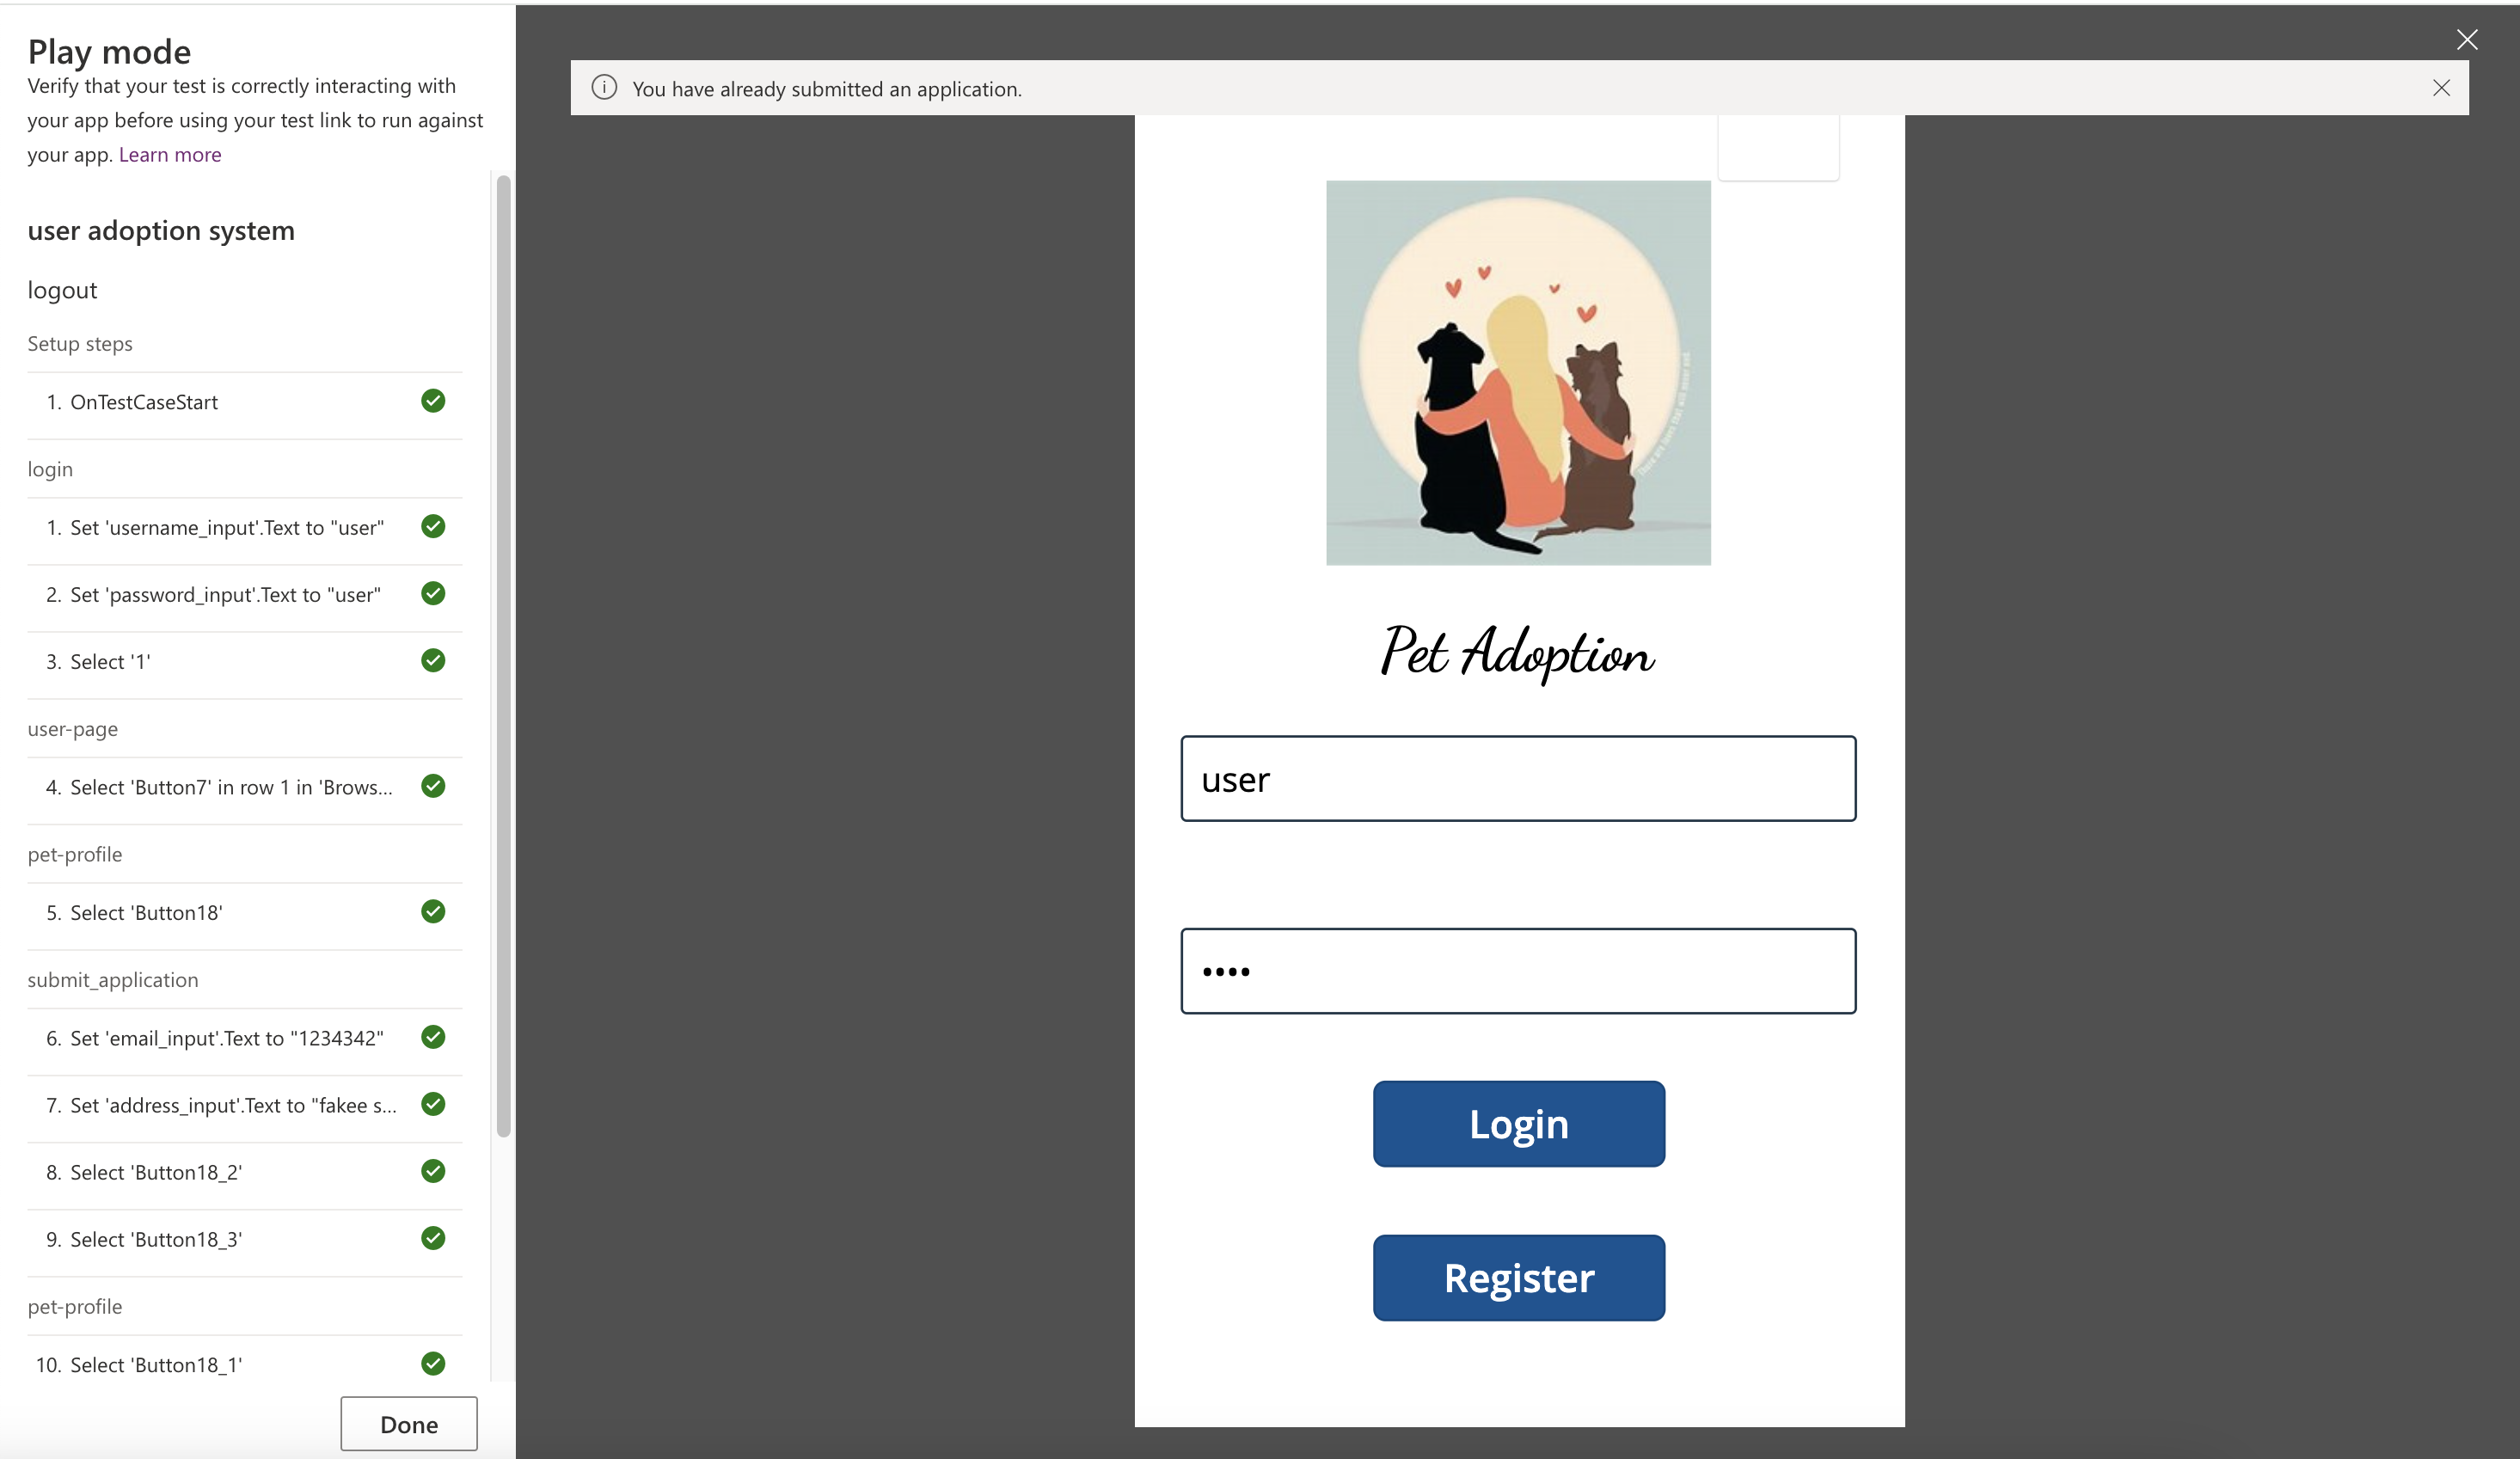 Play mode
Verify that your test is correctly interacting with
your app before using your test link to run against
your app. Learn more
user adoption system
logout
Setup steps
1. OnTestCaseStart
login
1. Set 'username_input'.Text to "user"
2. Set 'password_input'.Text to "user"
3. Select '1'
user-page
4. Select 'Button7' in row 1 in 'Brows...
pet-profile
5. Select 'Button18'
submit_application
6. Set 'email_input'.Text to "1234342"
7. Set 'address_input'.Text to "fakee s...
8. Select 'Button18_2'
9. Select 'Button18_3'
pet-profile
10. Select 'Button18_1'
Done
You have already submitted an application.
Pet Adoption
user
••••
Login
Register